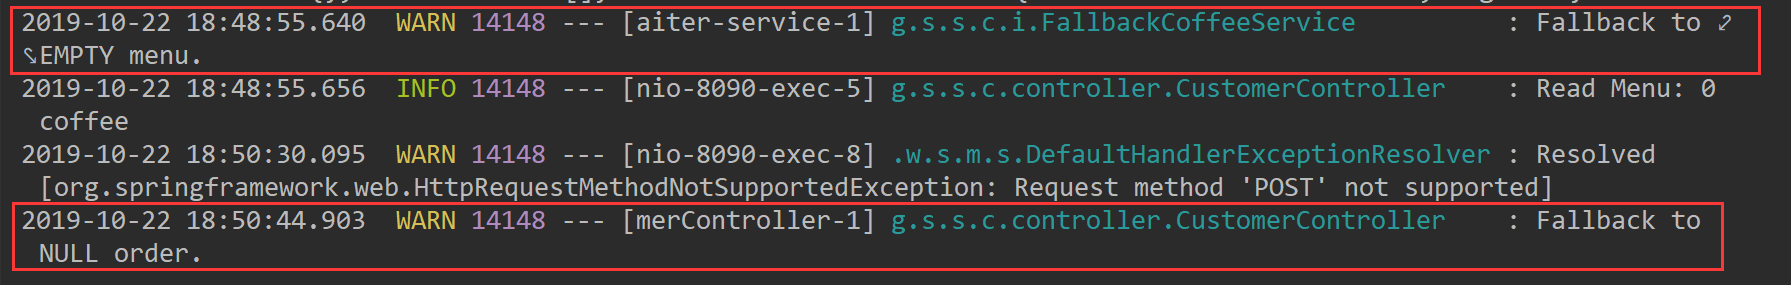 2019-10-22 18:48:55.640  WARN 14148 --- [aiter-service-1] g.s.s.c.i.FallbackCoffeeService          : Fallback to
EMPTY menu.
2019-10-22 18:48:55.656  INFO 14148 --- [nio-8090-exec-5] g.s.s.c.controller.CustomerController    : Read Menu: 0
coffee
2019-10-22 18:50:30.095  WARN 14148 --- [nio-8090-exec-8] .w.s.m.s.DefaultHandlerExceptionResolver : Resolved
[org.springframework.web.HttpRequestMethodNotSupportedException: Request method 'POST' not supported]
2019-10-22 18:50:44.903  WARN 14148 --- [merController-1] g.s.s.c.controller.CustomerController    : Fallback to
NULL order.